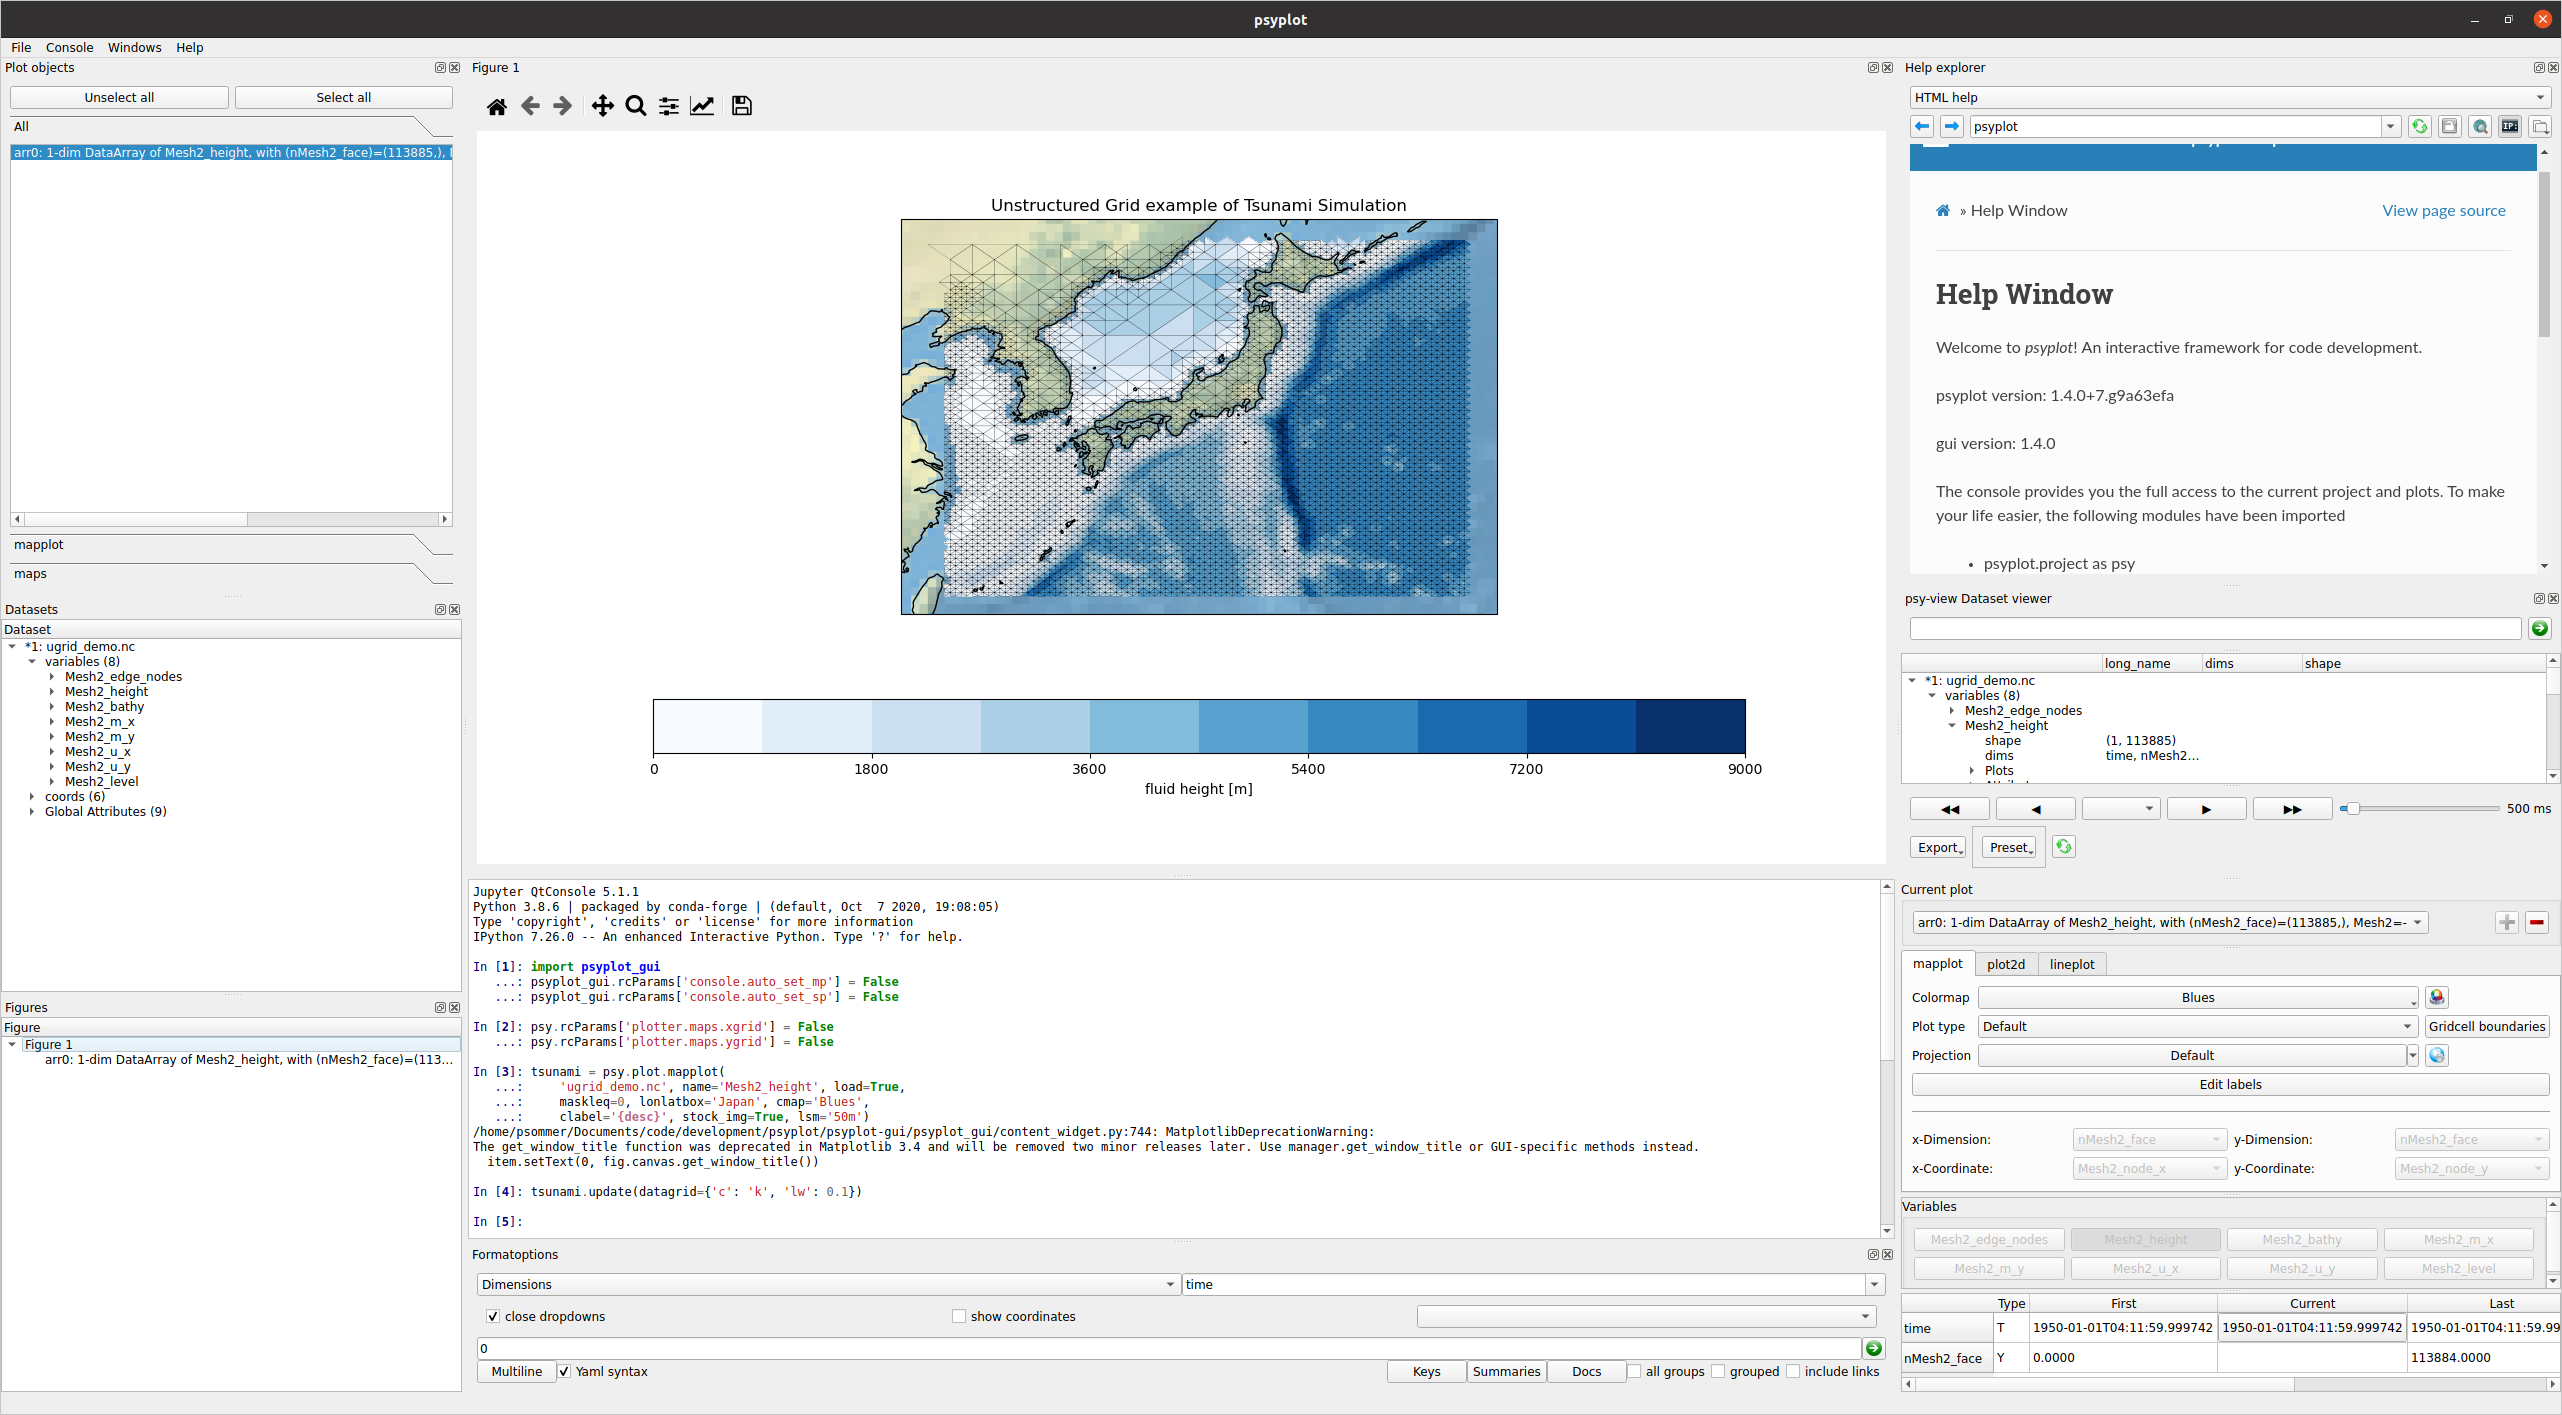 psyplot
File Console Windows Help
Plot objects
Unselect all Select all
All
arr0: 1-dim DataArray of Mesh2_height, with (nMesh2_face)=(113885,),
mapplot
maps
Datasets
Dataset
*1: ugrid_demo.nc
variables (8)
Mesh2_edge_nodes
Mesh2_height
Mesh2_bathy
Mesh2_m_x
Mesh2_m_y
Mesh2_u_x
Mesh2_u_y
Mesh2_level
coords (6)
Global Attributes (9)
Figures
Figure
Figure 1
arr0: 1-dim DataArray of Mesh2_height, with (nMesh2_face)=(113...
Figure 1
Unstructured Grid example of Tsunami Simulation
0 1800 3600 5400 7200 9000
fluid height [m]
Jupyter QtConsole 5.1.1
Python 3.8.6 | packaged by conda-forge | (default, Oct  7 2020, 19:08:05)
Type 'copyright', 'credits' or 'license' for more information
IPython 7.26.0 -- An enhanced Interactive Python. Type '?' for help.
In [1]: import psyplot_gui
...: psyplot_gui.rcParams['console.auto_set_mp'] = False
...: psyplot_gui.rcParams['console.auto_set_sp'] = False
In [2]: psy.rcParams['plotter.maps.xgrid'] = False
...: psy.rcParams['plotter.maps.ygrid'] = False
In [3]: tsunami = psy.plot.mapplot(
...:     'ugrid_demo.nc', name='Mesh2_height', load=True,
...:     maskleq=0, lonlatbox='Japan', cmap='Blues',
...:     clabel='{desc}', stock_img=True, lsm='50m')
/home/psommer/Documents/code/development/psyplot/psyplot-gui/psyplot_gui/content_widget.py:744: MatplotlibDeprecationWarning:
The get_window_title function was deprecated in Matplotlib 3.4 and will be removed two minor releases later. Use manager.get_window_title or GUI-specific methods instead.
item.setText(0, fig.canvas.get_window_title())
In [4]: tsunami.update(datagrid={'c': 'k', 'lw': 0.1})
In [5]:
Formatoptions
Dimensions time
close dropdowns show coordinates
0
Multiline Yaml syntax Keys Summaries Docs all groups grouped include links
Help explorer
HTML help
psyplot IP:
» Help Window View page source
Help Window
Welcome to psyplot! An interactive framework for code development.
psyplot version: 1.4.0+7.g9a63efa
gui version: 1.4.0
The console provides you the full access to the current project and plots. To make
your life easier, the following modules have been imported
• psyplot.project as psy
psy-view Dataset viewer
long_name dims shape
*1: ugrid_demo.nc
variables (8)
Mesh2_edge_nodes
Mesh2_height
shape (1, 113885)
dims time, nMesh2...
Plots
500 ms
Export Preset
Current plot
arr0: 1-dim DataArray of Mesh2_height, with (nMesh2_face)=(113885,), Mesh2=-
mapplot plot2d lineplot
Colormap Blues
Plot type Default Gridcell boundaries
Projection Default
Edit labels
x-Dimension: nMesh2_face y-Dimension: nMesh2_face
x-Coordinate: Mesh2_node_x y-Coordinate: Mesh2_node_y
Variables
Mesh2_edge_nodes Mesh2_height Mesh2_bathy Mesh2_m_x
Mesh2_m_y Mesh2_u_x Mesh2_u_y Mesh2_level
Type First Current Last
time T 1950-01-01T04:11:59.999742 1950-01-01T04:11:59.999742 1950-01-01T04:11:59.99
nMesh2_face Y 0.0000 113884.0000